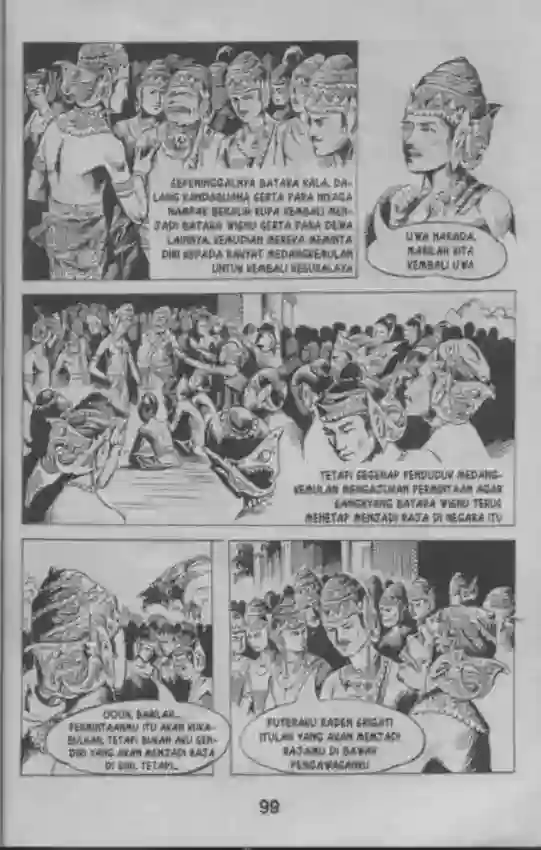 SEPENINGGALNYA BATARA KALA, DA-
LANG KANDABUANA SERTA PARA NIYAGA
NAMPAK BERALIH RUPA KEMBALI MEN-
JADI BATARA WISNU SERTA PARA DEWA
LAINNYA. KEMUDIAN MEREKA MEMINTA
DIRI KEPADA RAKYAT MEDANGKEMULAN
UNTUK KEMBALI KESURALAYA
UWA NARADA,
MARILAH KITA
KEMBALI UWA
TETAPI SEGENAP PENDUDUK MEDANG-
KEMULAN MENGAJUKAN PERMINTAAN AGAR
SANGHYANG BATARA WISNU TERUS
MENETAP MENJADI RAJA DI NEGARA ITU
BAIKLAH..
PERMINTAANMU ITU AKAN KUKA-
BULKAN, TETAPI BUKAN AKU SEN-
DIRI YANG AKAN MENJADI RAJA
DI SINI, TETAPI..
PUTERAKU RADEN SRIGATI
ITULAH YANG AKAN MENJADI
RAJAMU DI BAWAH
PENGAWASANKU
99